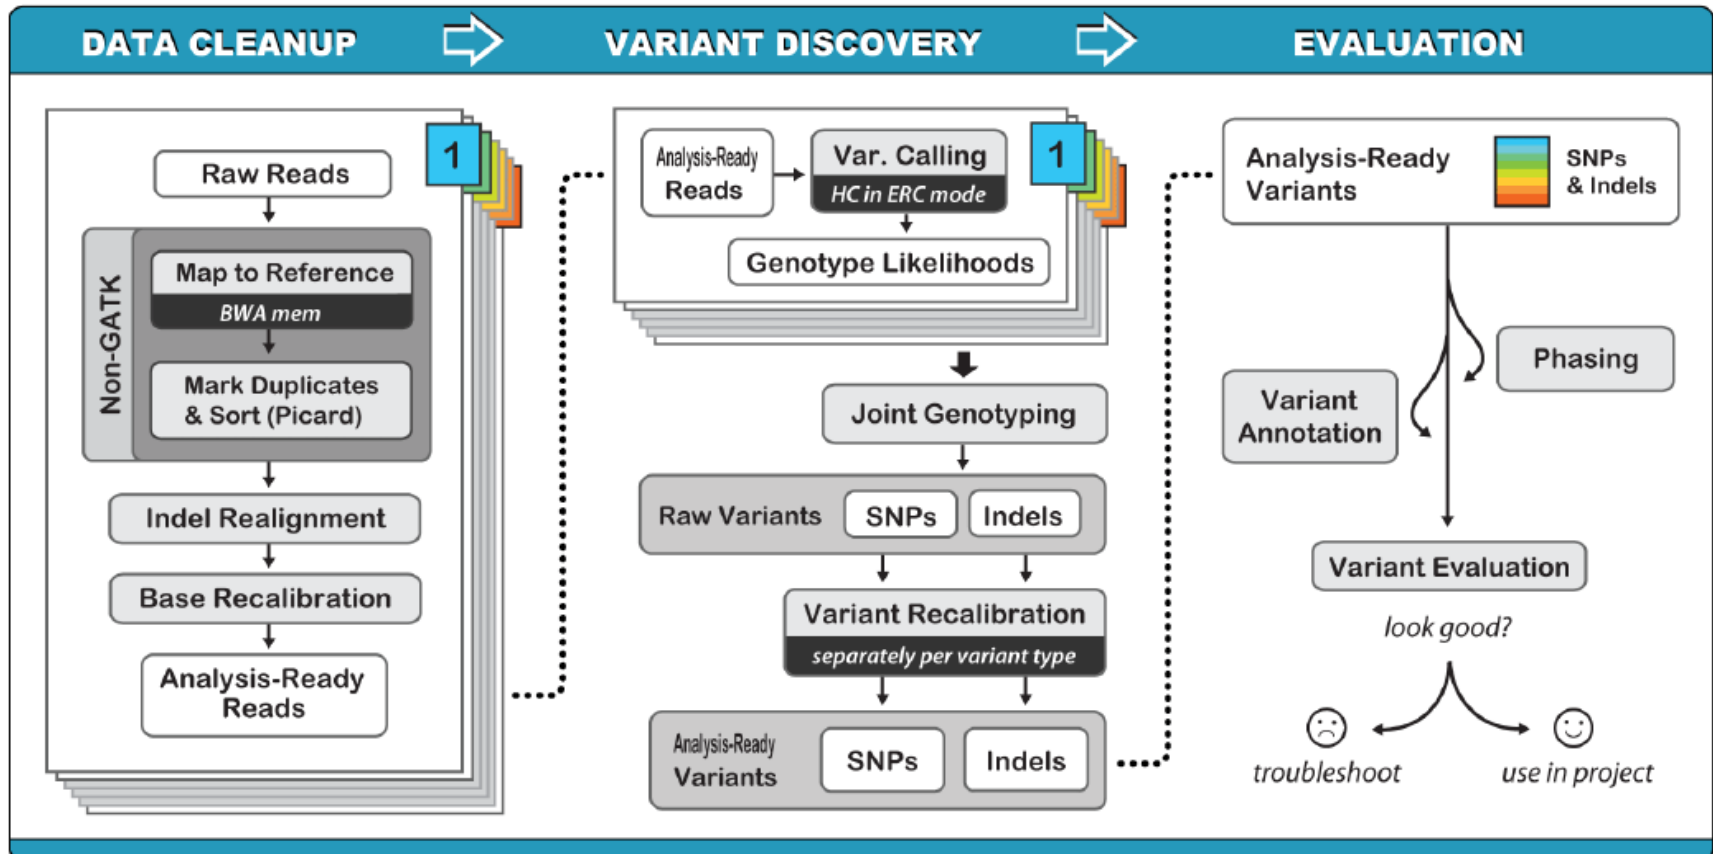 DATA CLEANUP
VARIANT DISCOVERY
EVALUATION
1
Raw Reads
Non-GATK
Map to Reference
BWA mem
Mark Duplicates
& Sort (Picard)
Indel Realignment
Base Recalibration
Analysis-Ready
Reads
1
Analysis-Ready
Reads
Var. Calling
HC in ERC mode
Genotype Likelihoods
Joint Genotyping
Raw Variants
SNPs
Indels
Variant Recalibration
separately per variant type
Analysis-Ready
Variants
SNPs
Indels
Analysis-Ready
Variants
SNPs
& Indels
Phasing
Variant
Annotation
Variant Evaluation
look good?
troubleshoot
use in project